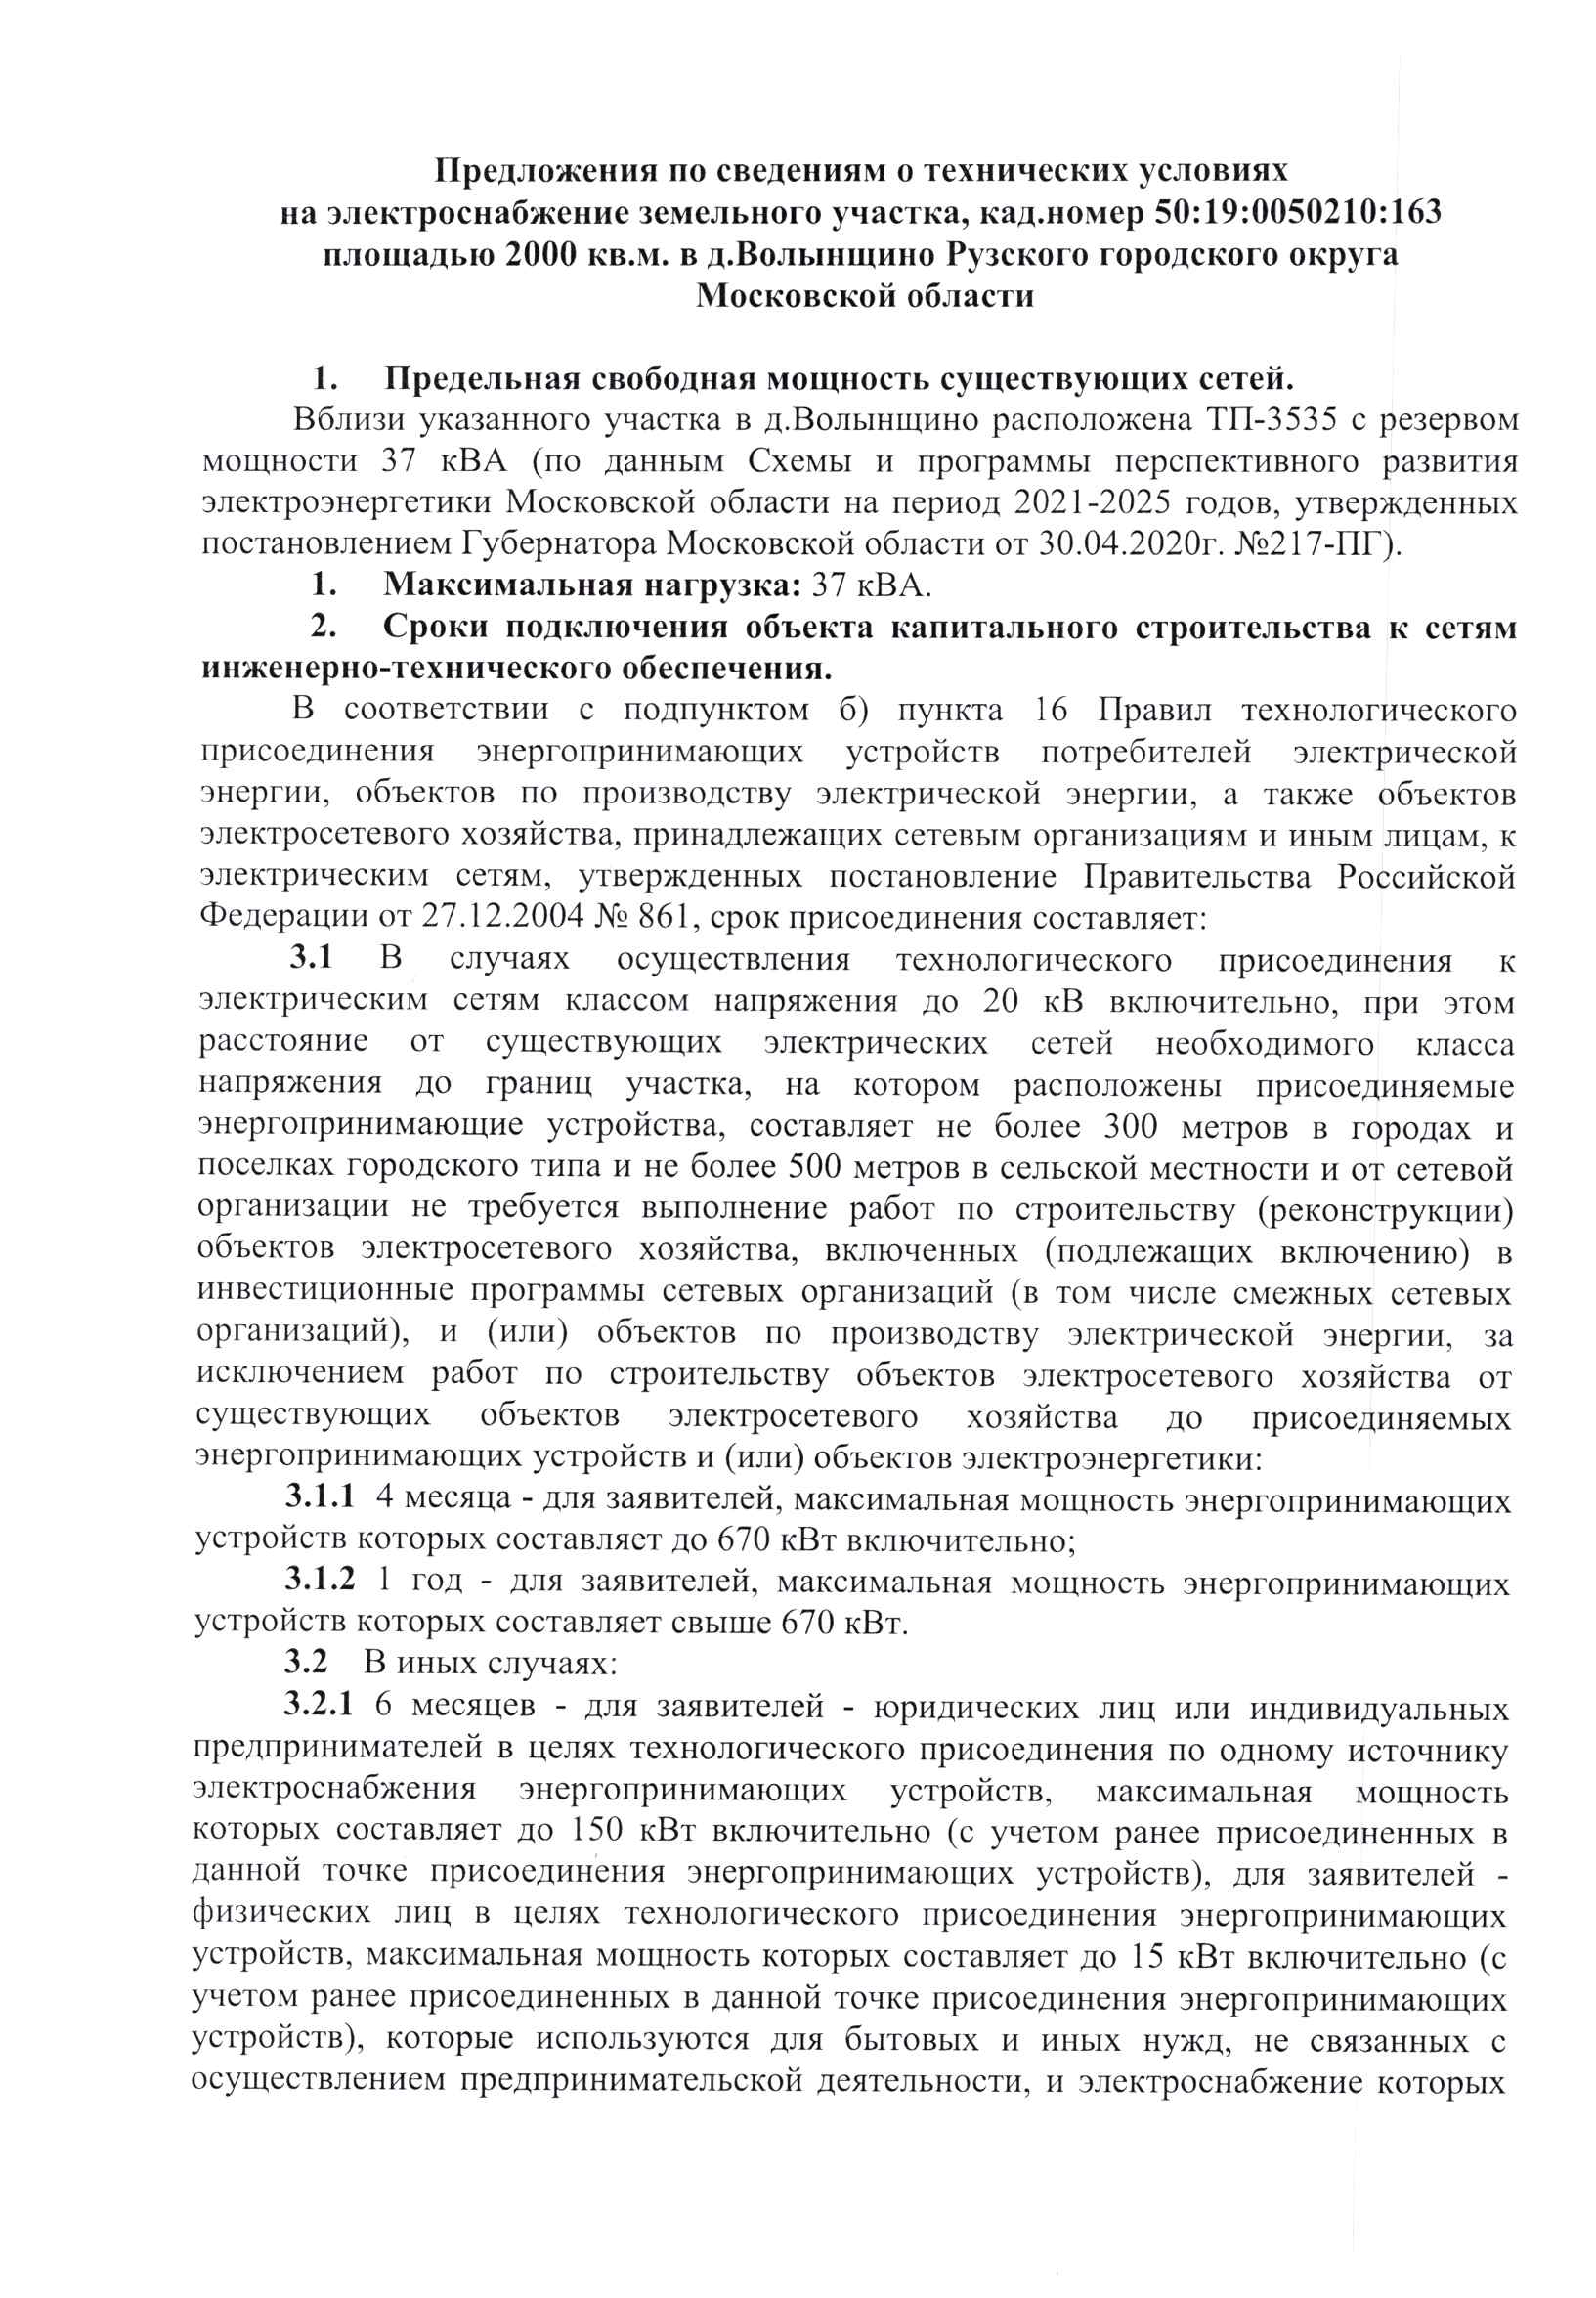 Предложения по сведениям о технических условиях
на электроснабжение земельного участка, кад.номер 50:19:0050210:163
площадью 2000 кв.м. в д.Волынщино Рузского городского округа
Московской области
1. Предельная свободная мощность существующих сетей.
Вблизи указанного участка в д.Волынщино расположена ТП-3535 с резервом
мощности 37 кВА (по данным Схемы и программы перспективного развития
электроэнергетики Московской области на период 2021-2025 годов, утвержденных
постановлением Губернатора Московской области от 30.04.2020г. №217-ПГ).
1. Максимальная нагрузка: 37 кВА.
2. Сроки подключения объекта капитального строительства к сетям
инженерно-технического обеспечения.
В соответствии с подпунктом б) пункта 16 Правил технологического
присоединения энергопринимающих устройств потребителей электрической
энергии, объектов по производству электрической энергии, а также объектов
электросетевого хозяйства, принадлежащих сетевым организациям и иным лицам, к
электрическим сетям, утвержденных постановление Правительства Российской
Федерации от 27.12.2004 № 861, срок присоединения составляет:
3.1 В случаях осуществления технологического присоединения к
электрическим сетям классом напряжения до 20 кВ включительно, при этом
расстояние от существующих электрических сетей необходимого класса
напряжения до границ участка, на котором расположены присоединяемые
энергопринимающие устройства, составляет не более 300 метров в городах и
поселках городского типа и не более 500 метров в сельской местности и от сетевой
организации не требуется выполнение работ по строительству (реконструкции)
объектов электросетевого хозяйства, включенных (подлежащих включению) в
инвестиционные программы сетевых организаций (в том числе смежных сетевых
организаций), и (или) объектов по производству электрической энергии, за
исключением работ по строительству объектов электросетевого хозяйства от
существующих объектов электросетевого хозяйства до присоединяемых
энергопринимающих устройств и (или) объектов электроэнергетики:
3.1.1 4 месяца - для заявителей, максимальная мощность энергопринимающих
устройств которых составляет до 670 кВт включительно;
3.1.2 1 год - для заявителей, максимальная мощность энергопринимающих
устройств которых составляет свыше 670 кВт.
3.2 В иных случаях:
3.2.1 6 месяцев - для заявителей - юридических лиц или индивидуальных
предпринимателей в целях технологического присоединения по одному источнику
электроснабжения энергопринимающих устройств, максимальная мощность
которых составляет до 150 кВт включительно (с учетом ранее присоединенных в
данной точке присоединения энергопринимающих устройств), для заявителей -
физических лиц в целях технологического присоединения энергопринимающих
устройств, максимальная мощность которых составляет до 15 кВт включительно (с
учетом ранее присоединенных в данной точке присоединения энергопринимающих
устройств), которые используются для бытовых и иных нужд, не связанных с
осуществлением предпринимательской деятельности, и электроснабжение которых